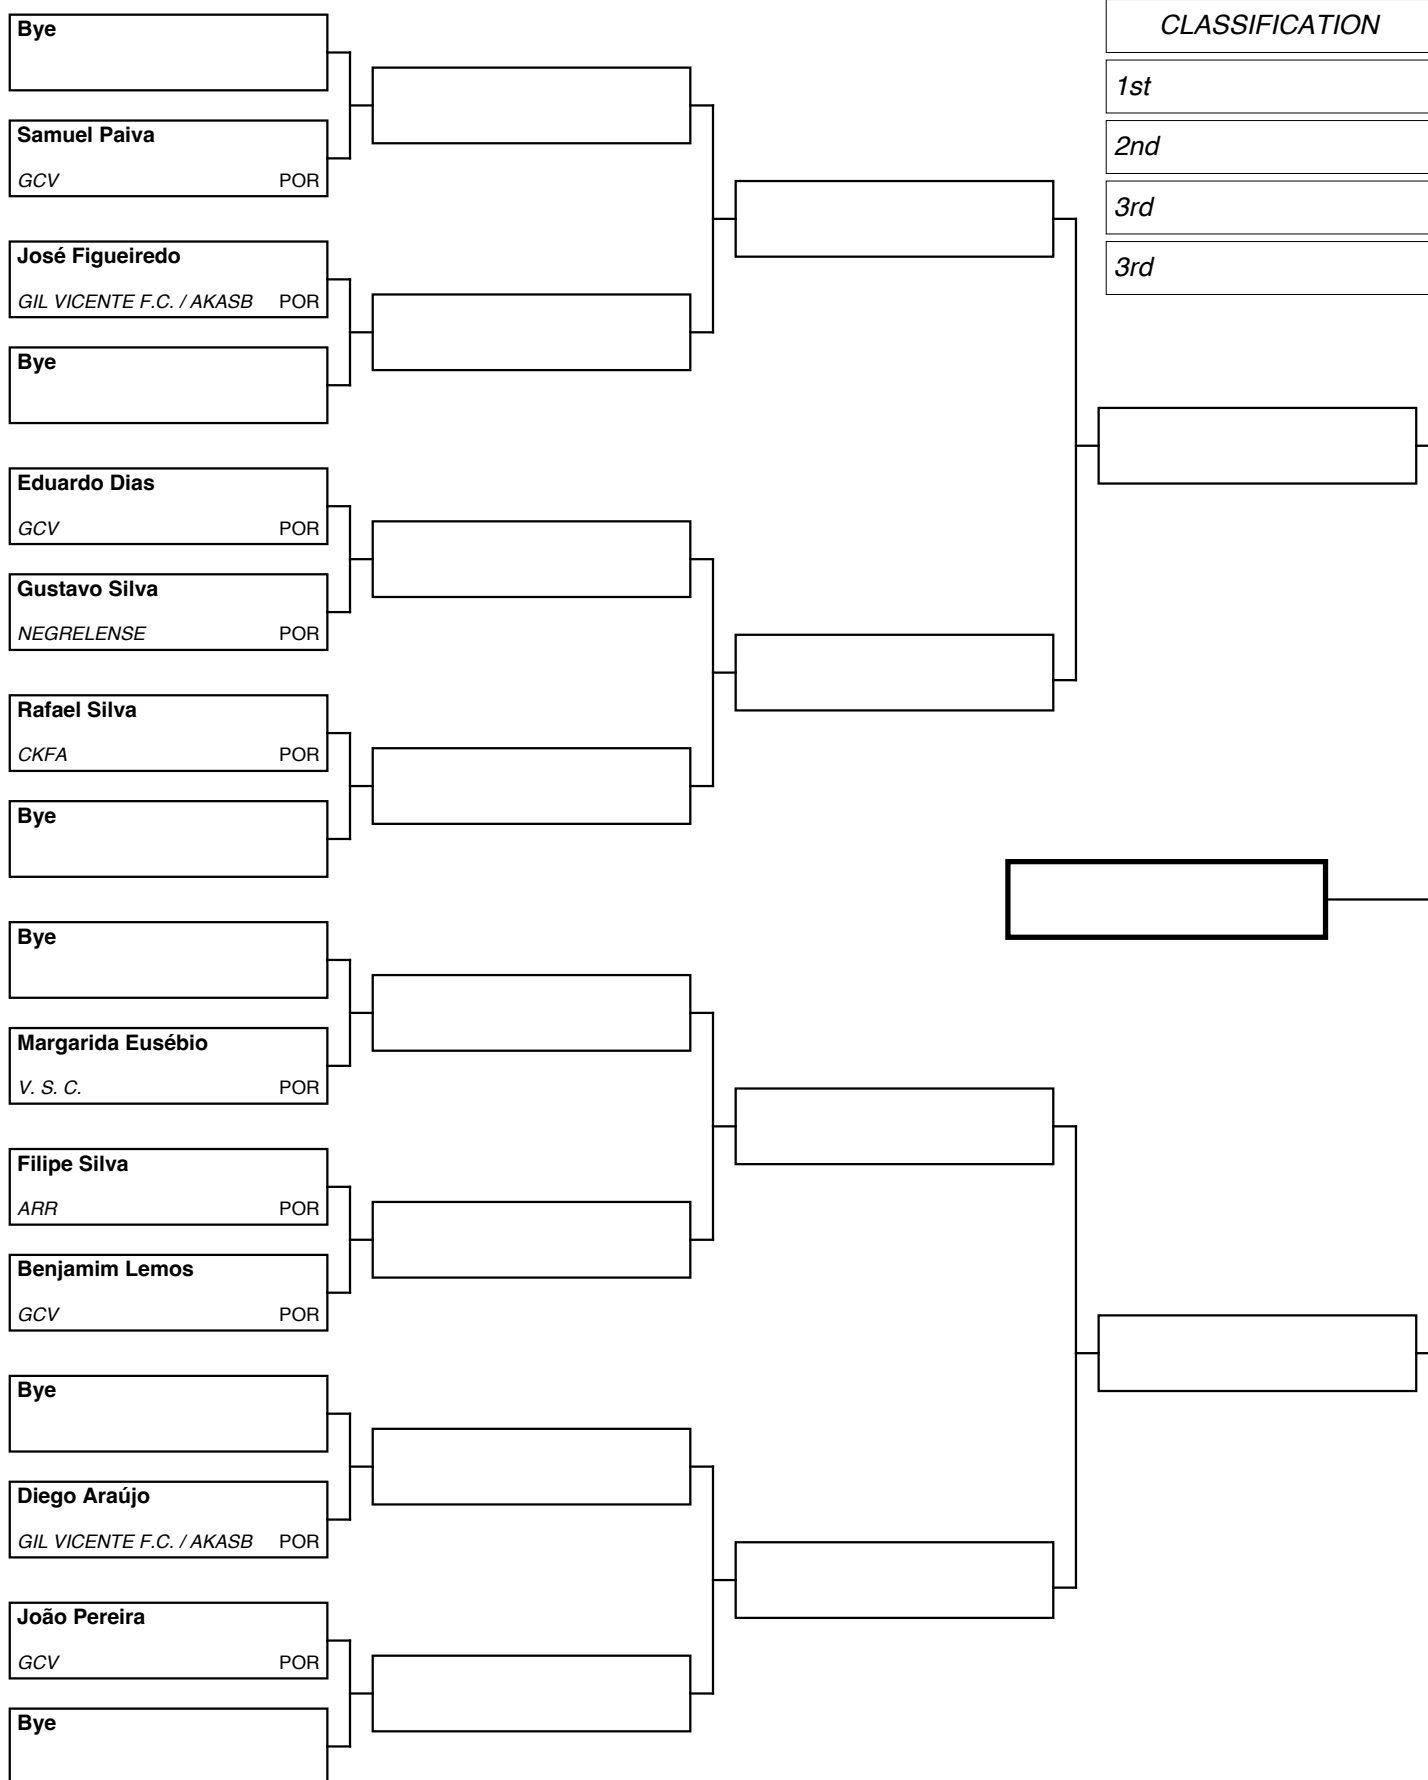 Bye
Samuel Paiva
GCV POR
José Figueiredo
GIL VICENTE F.C. / AKASB POR
Bye
Eduardo Dias
GCV POR
Gustavo Silva
NEGRELENSE POR
Rafael Silva
CKFA POR
Bye
Bye
Margarida Eusébio
V. S. C. POR
Filipe Silva
ARR POR
Benjamim Lemos
GCV POR
Bye
Diego Araújo
GIL VICENTE F.C. / AKASB POR
João Pereira
GCV POR
Bye
CLASSIFICATION
1st
2nd
3rd
3rd